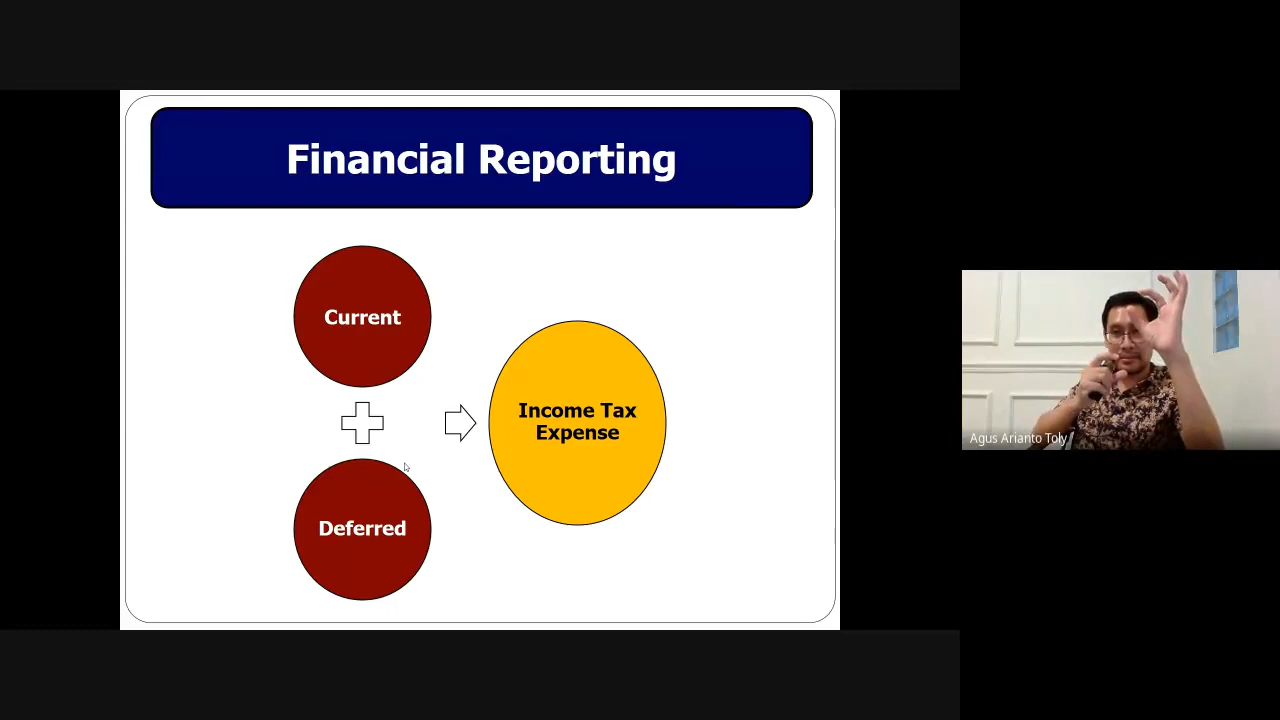 Financial Reporting
Current
Income Tax
Expense
Deferred
Agus Arianto Toly